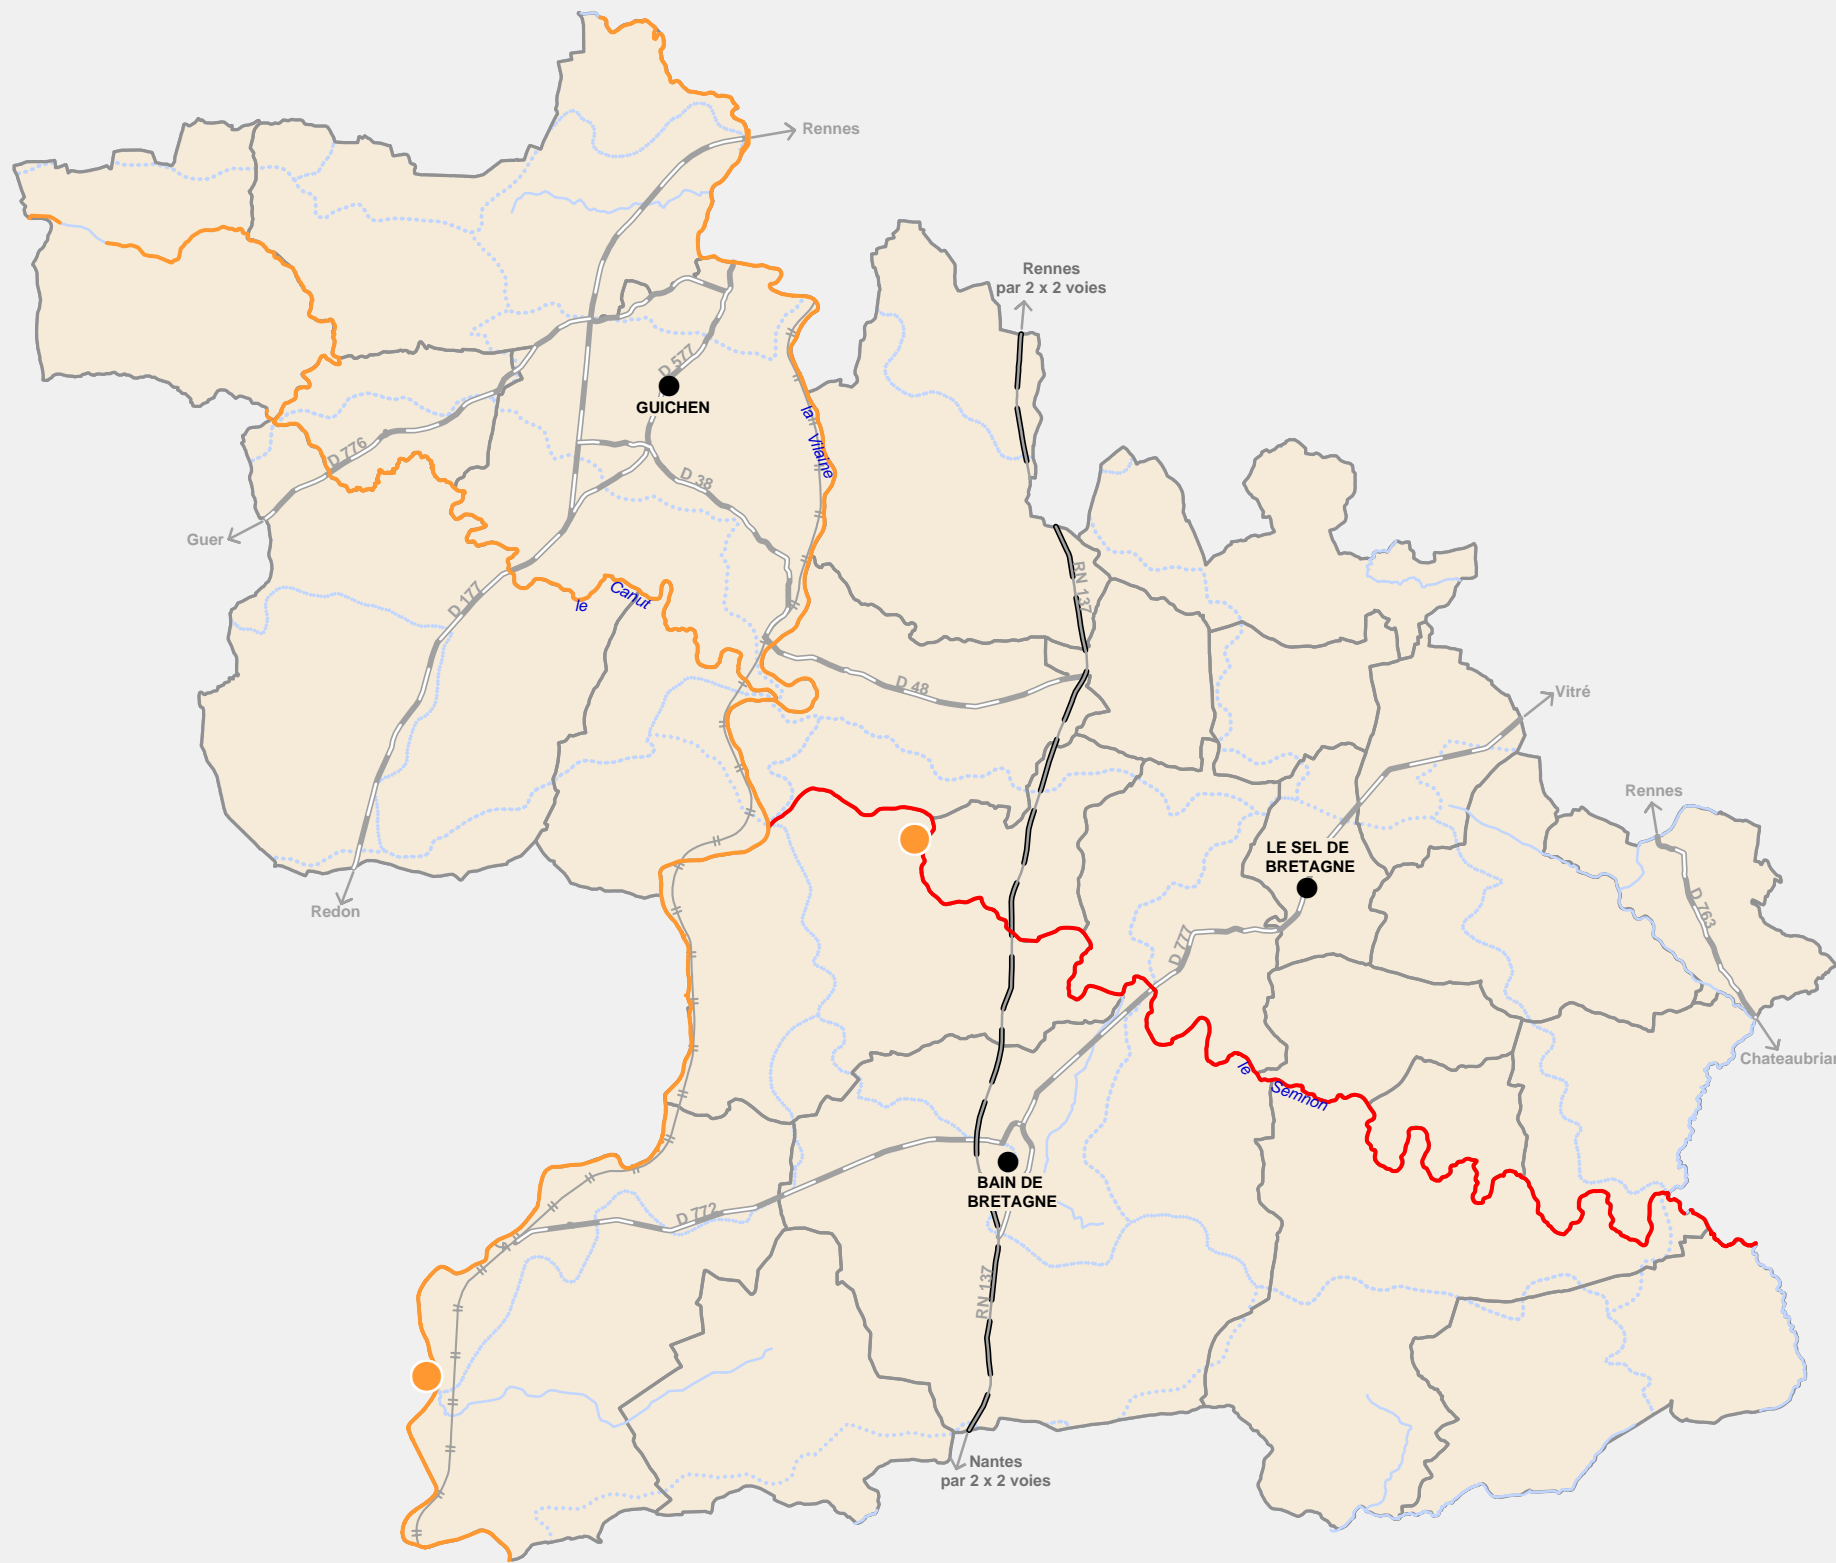 Rennes
Rennes
par 2 x 2 voies
D 577
GUICHEN
la Vilaine
D 776
D 38
Guer
RN 137
D 177
le Canut
D 48
Vitré
Rennes
LE SEL DE
BRETAGNE
D 763
Redon
D 777
Chateaubrian
le Semnon
BAIN DE
BRETAGNE
D 772
RN 137
Nantes
par 2 x 2 voies